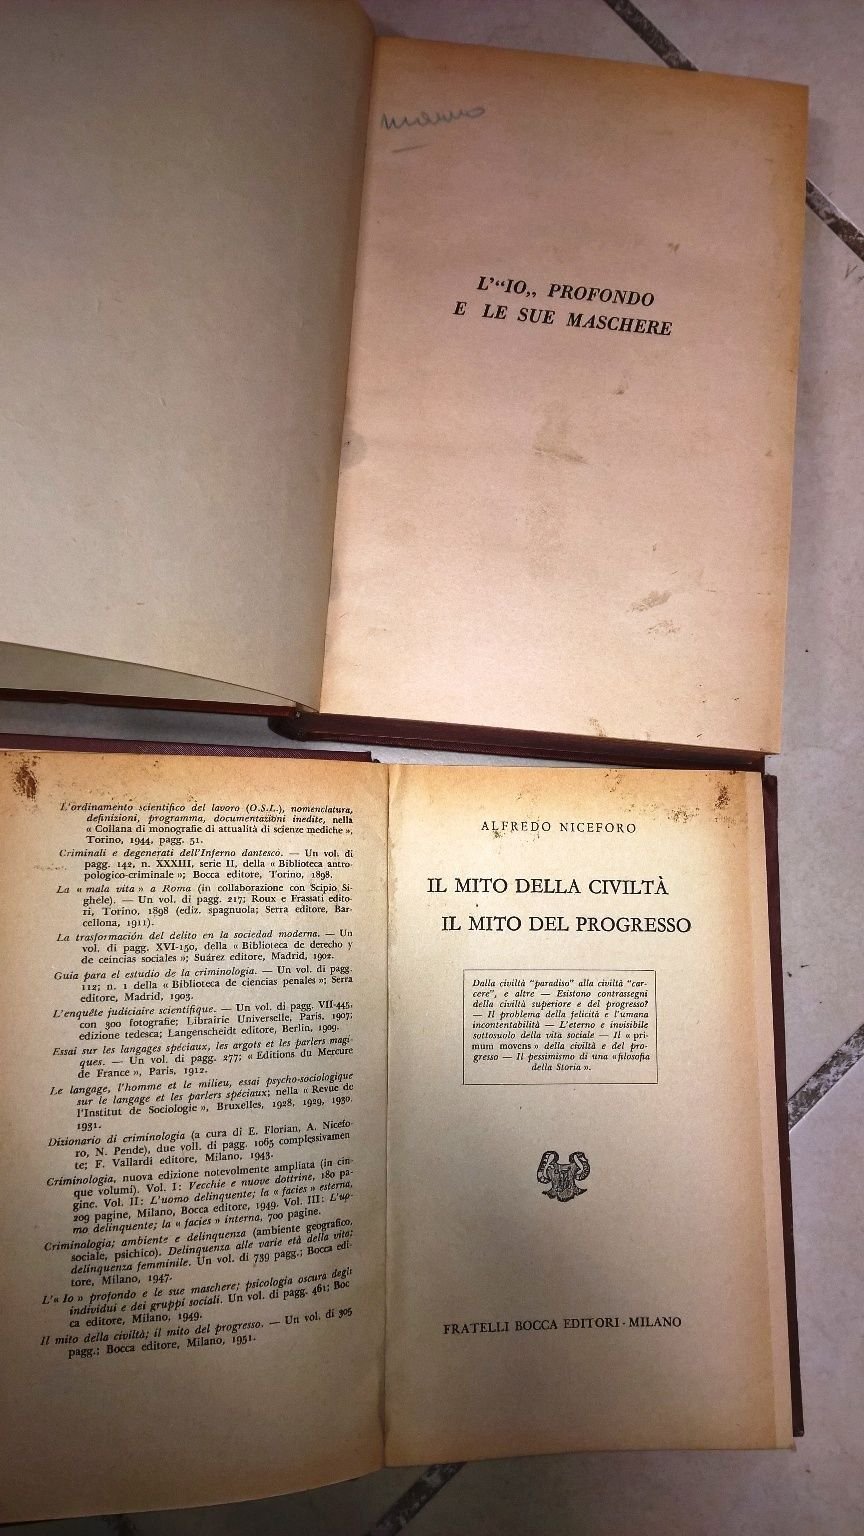 L'“IO„ PROFONDO
E LE SUE MASCHERE
L'ordinamento scientifico del lavoro (O.S.L.), nomenclatura,
definizioni, programma, documentazioni inedite, nella
« Collana di monografie di attualità di scienze mediche »,
Torino, 1944, pagg. 51.
Criminali e degenerati dell'Inferno dantesco. — Un vol. di
pagg. 142, n. XXXIII, serie II, della « Biblioteca antro-
pologico-criminale »; Bocca editore, Torino, 1898.
La « mala vita » a Roma (in collaborazione con Scipio Si-
ghele). — Un vol. di pagg. 217; Roux e Frassati edito-
ri, Torino, 1898 (ediz. spagnuola; Serra editore, Bar-
cellona, 1911).
La trasformación del delito en la sociedad moderna. — Un
vol. di pagg. XVI-150, della « Biblioteca de derecho y
de ceincias sociales »; Suárez editore, Madrid, 1902.
Guia para el estudio de la criminologia. — Un vol. di pagg.
112; n. 1 della « Biblioteca de ciencias penales »; Serra
editore, Madrid, 1903.
L'enquête judiciaire scientifique. — Un vol. di pagg. VII-445,
con 300 fotografie; Librairie Universelle, Paris, 1907;
edizione tedesca; Langenscheidt editore, Berlin, 1909.
Essai sur les langages spéciaux, les argots et les parlers magi-
ques. — Un vol. di pagg. 277; « Editions du Mercure
de France », Paris, 1912.
Le langage, l'homme et le milieu, essai psycho-sociologique
sur le langage et les parlers spéciaux; nella « Revue de
l'Institut de Sociologie », Bruxelles, 1928, 1929, 1930,
1931.
Dizionario di criminologia (a cura di E. Florian, A. Nicefo-
ro, N. Pende), due voll. di pagg. 1065 complessivamen
te; F. Vallardi editore, Milano, 1943.
Criminologia, nuova edizione notevolmente ampliata (in cin-
que volumi). Vol. I: Vecchie e nuove dottrine, 180 pa-
gine. Vol. II: L'uomo delinquente; la « facies » esterna,
209 pagine, Milano, Bocca editore, 1949. Vol. III: L'uo-
mo delinquente; la « facies » interna, 700 pagine.
Criminologia; ambiente e delinquenza (ambiente geografico,
sociale, psichico). Delinquenza alle varie età della vita;
delinquenza femminile. Un vol. di 739 pagg.; Bocca edi-
tore, Milano, 1947.
L'« Io » profondo e le sue maschere; psicologia oscura degli
individui e dei gruppi sociali. Un vol. di pagg. 461; Boc
ca editore, Milano, 1949.
Il mito della civiltà; il mito del progresso. — Un vol. di 305
pagg.; Bocca editore, Milano, 1951.
ALFREDO NICEFORO
IL MITO DELLA CIVILTÀ
IL MITO DEL PROGRESSO
Dalla civiltà "paradiso" alla civiltà "car-
cere", e altre — Esistono contrassegni
della civiltà superiore e del progresso?
— Il problema della felicità e l'umana
incontentabilità — L'eterno e invisibile
sottosuolo della vita sociale — Il « pri-
mum movens » della civiltà e del pro-
gresso — Il pessimismo di una «filosofia
della Storia ».
FRATELLI BOCCA EDITORI - MILANO